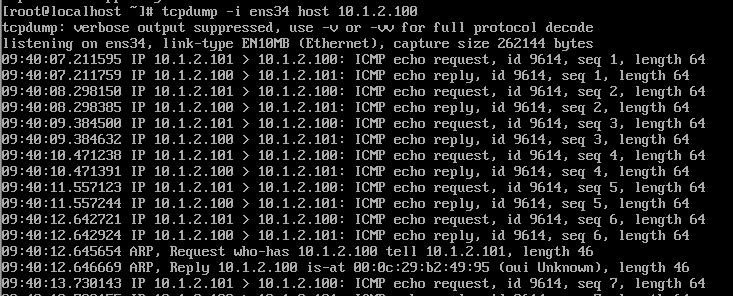 [root@localhost ~]# tcpdump -i ens34 host 10.1.2.100
tcpdump: verbose output suppressed, use -v or -vv for full protocol decode
listening on ens34, link-type EN10MB (Ethernet), capture size 262144 bytes
09:40:07.211595 IP 10.1.2.101 > 10.1.2.100: ICMP echo request, id 9614, seq 1, length 64
09:40:07.211759 IP 10.1.2.100 > 10.1.2.101: ICMP echo reply, id 9614, seq 1, length 64
09:40:08.298150 IP 10.1.2.101 > 10.1.2.100: ICMP echo request, id 9614, seq 2, length 64
09:40:08.298385 IP 10.1.2.100 > 10.1.2.101: ICMP echo reply, id 9614, seq 2, length 64
09:40:09.384500 IP 10.1.2.101 > 10.1.2.100: ICMP echo request, id 9614, seq 3, length 64
09:40:09.384632 IP 10.1.2.100 > 10.1.2.101: ICMP echo reply, id 9614, seq 3, length 64
09:40:10.471238 IP 10.1.2.101 > 10.1.2.100: ICMP echo request, id 9614, seq 4, length 64
09:40:10.471391 IP 10.1.2.100 > 10.1.2.101: ICMP echo reply, id 9614, seq 4, length 64
09:40:11.557123 IP 10.1.2.101 > 10.1.2.100: ICMP echo request, id 9614, seq 5, length 64
09:40:11.557244 IP 10.1.2.100 > 10.1.2.101: ICMP echo reply, id 9614, seq 5, length 64
09:40:12.642721 IP 10.1.2.101 > 10.1.2.100: ICMP echo request, id 9614, seq 6, length 64
09:40:12.642924 IP 10.1.2.100 > 10.1.2.101: ICMP echo reply, id 9614, seq 6, length 64
09:40:12.645654 ARP, Request who-has 10.1.2.100 tell 10.1.2.101, length 46
09:40:12.646669 ARP, Reply 10.1.2.100 is-at 00:0c:29:b2:49:95 (oui Unknown), length 46
09:40:13.730143 IP 10.1.2.101 > 10.1.2.100: ICMP echo request, id 9614, seq 7, length 64